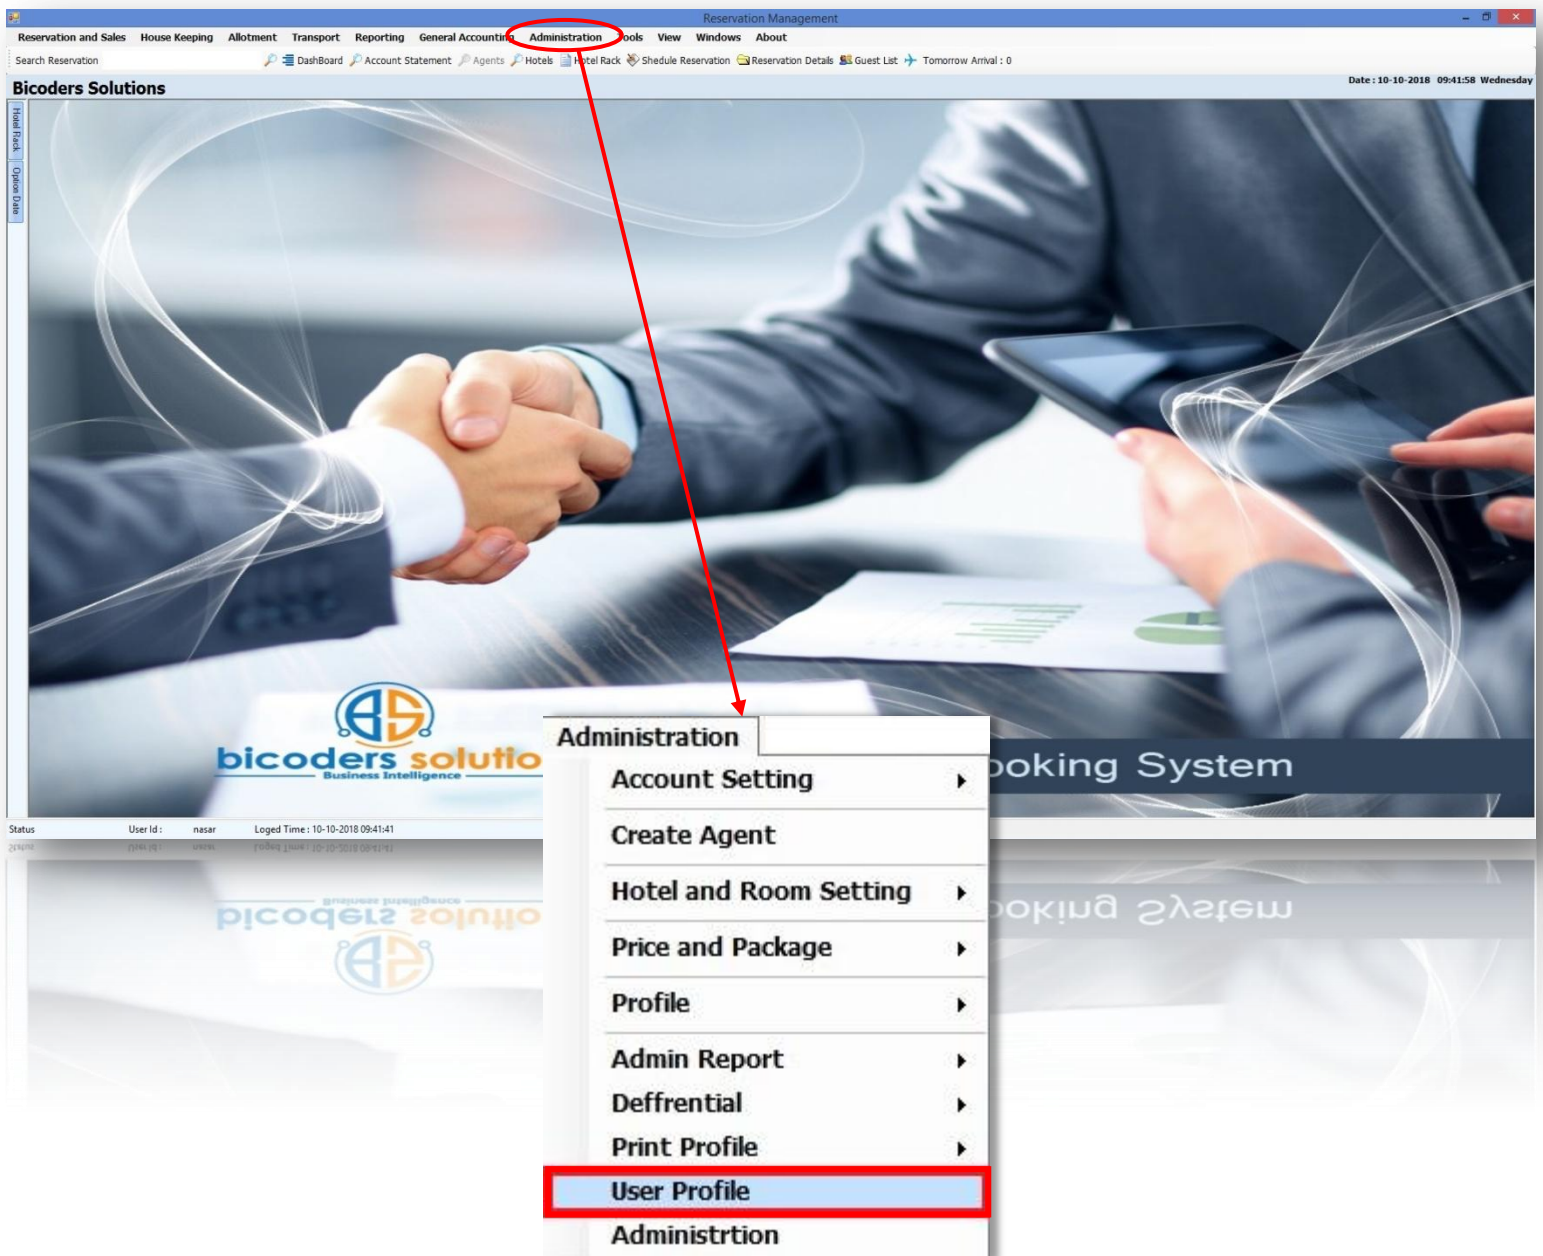 Reservation Management
Reservation and Sales House Keeping Allotment Transport Reporting General Accounting Administration Tools View Windows About
Search Reservation DashBoard Account Statement Agents Hotels Hotel Rack Shedule Reservation Reservation Details Guest List Tomorrow Arrival : 0
Bicoders Solutions
Date : 10-10-2018 09:41:58 Wednesday
Hotel Rack
Option Date
bicoders solutio
Business Intelligence
ooking System
Status User Id : nasar Loged Time : 10-10-2018 09:41:41
Administration
Account Setting
Create Agent
Hotel and Room Setting
Price and Package
Profile
Admin Report
Deffrential
Print Profile
User Profile
Administrtion